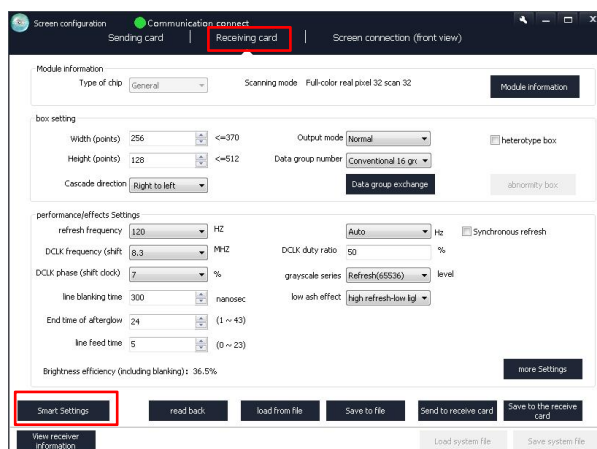 Screen configuration Communication connect
Sending card Receiving card Screen connection (front view)
Module information
Type of chip General Scanning mode Full-color real pixel 32 scan 32 Module information
box setting
Width (points) 256 <=370 Output mode Normal heterotype box
Height (points) 128 <=512 Data group number Conventional 16 gro
Cascade direction Right to left Data group exchange abnormity box
performance/effects Settings
refresh frequency 120 HZ Auto Hz Synchronous refresh
DCLK frequency (shift 8.3 MHZ DCLK duty ratio 50 %
DCLK phase (shift clock) 7 % grayscale series Refresh(65536) level
line blanking time 300 nanosec low ash effect high refresh-low ligl
End time of afterglow 24 (1 ~ 43)
line feed time 5 (0 ~ 23)
Brightness efficiency (including blanking): 36.5% more Settings
Smart Settings read back load from file Save to file Send to receive card Save to the receive card
View receiver information Load system file Save system file